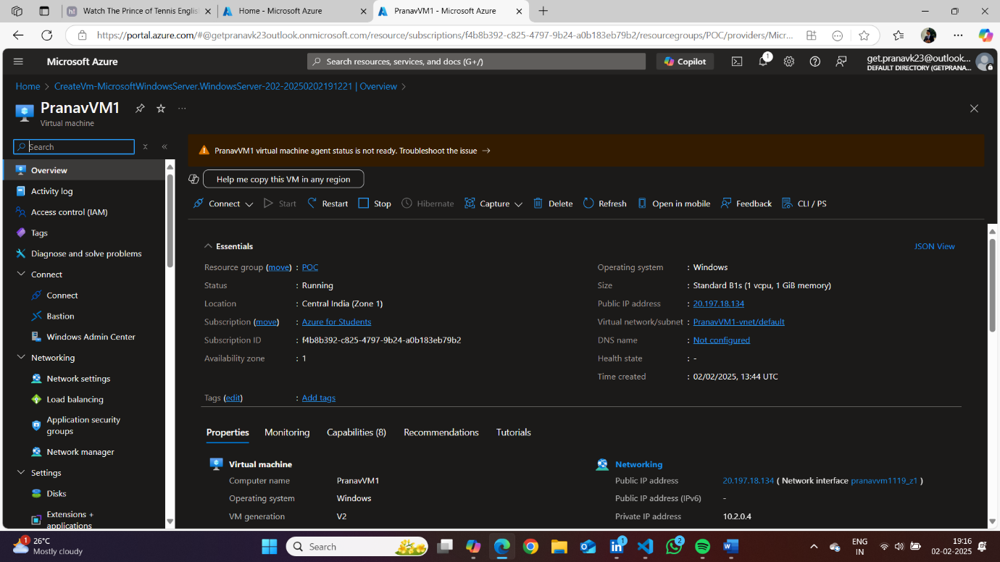 Watch The Prince of Tennis Englis
Home - Microsoft Azure
PranavVM1 - Microsoft Azure
https://portal.azure.com/#@getpranavk23outlook.onmicrosoft.com/resource/subscriptions/f4b8b392-c825-4797-9b24-a0b183eb79b2/resourcegroups/POC/providers/Micr...
Microsoft Azure
Search resources, services, and docs (G+/)
Copilot
1
get.pranavk23@outlook...
DEFAULT DIRECTORY (GETPRANA...
Home > CreateVm-MicrosoftWindowsServer.WindowsServer-202-20250202191221 | Overview >
PranavVM1
Virtual machine
Search
PranavVM1 virtual machine agent status is not ready. Troubleshoot the issue →
Help me copy this VM in any region
Connect Start Restart Stop Hibernate Capture Delete Refresh Open in mobile Feedback CLI / PS
Overview
Activity log
Access control (IAM)
Tags
Diagnose and solve problems
Connect
Connect
Bastion
Windows Admin Center
Networking
Network settings
Load balancing
Application security
groups
Network manager
Settings
Disks
Extensions +
applications
Essentials
JSON View
Resource group (move) : POC
Status : Running
Location : Central India (Zone 1)
Subscription (move) : Azure for Students
Subscription ID : f4b8b392-c825-4797-9b24-a0b183eb79b2
Availability zone : 1
Operating system : Windows
Size : Standard B1s (1 vcpu, 1 GiB memory)
Public IP address : 20.197.18.134
Virtual network/subnet : PranavVM1-vnet/default
DNS name : Not configured
Health state : -
Time created : 02/02/2025, 13:44 UTC
Tags (edit) : Add tags
Properties Monitoring Capabilities (8) Recommendations Tutorials
Virtual machine
Computer name PranavVM1
Operating system Windows
VM generation V2
Networking
Public IP address 20.197.18.134 ( Network interface pranavvm1119_z1 )
Public IP address (IPv6) -
Private IP address 10.2.0.4
1
26°C
Mostly cloudy
Search
1
2
ENG
IN
19:16
02-02-2025